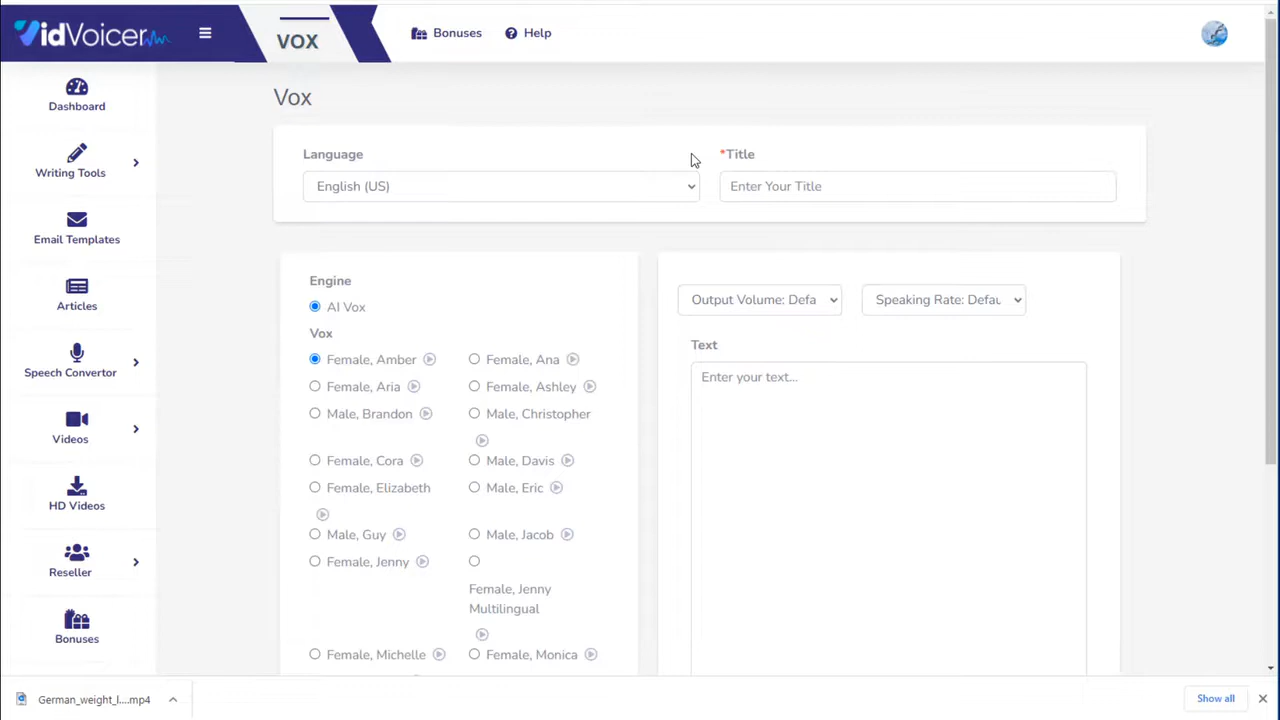 VidVoicer
VOX
Bonuses
Help
Dashboard
Writing Tools
Email Templates
Articles
Speech Convertor
Videos
HD Videos
Reseller
Bonuses
Vox
Language
*Title
English (US)
Enter Your Title
Engine
AI Vox
Vox
Female, Amber
Female, Ana
Female, Aria
Female, Ashley
Male, Brandon
Male, Christopher
Female, Cora
Male, Davis
Female, Elizabeth
Male, Eric
Male, Guy
Male, Jacob
Female, Jenny
Female, Jenny
Multilingual
Female, Michelle
Female, Monica
Output Volume: Defa
Speaking Rate: Defau
Text
Enter your text...
German_weight_l....mp4
Show all